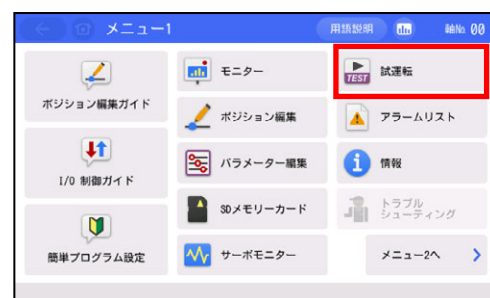 メニュー1
用語説明
軸No. 00
ポジション編集ガイド
I/O 制御ガイド
簡単プログラム設定
モニター
ポジション編集
パラメーター編集
SDメモリーカード
サーボモニター
TEST
試運転
アラームリスト
情報
トラブル
シューティング
メニュー2へ